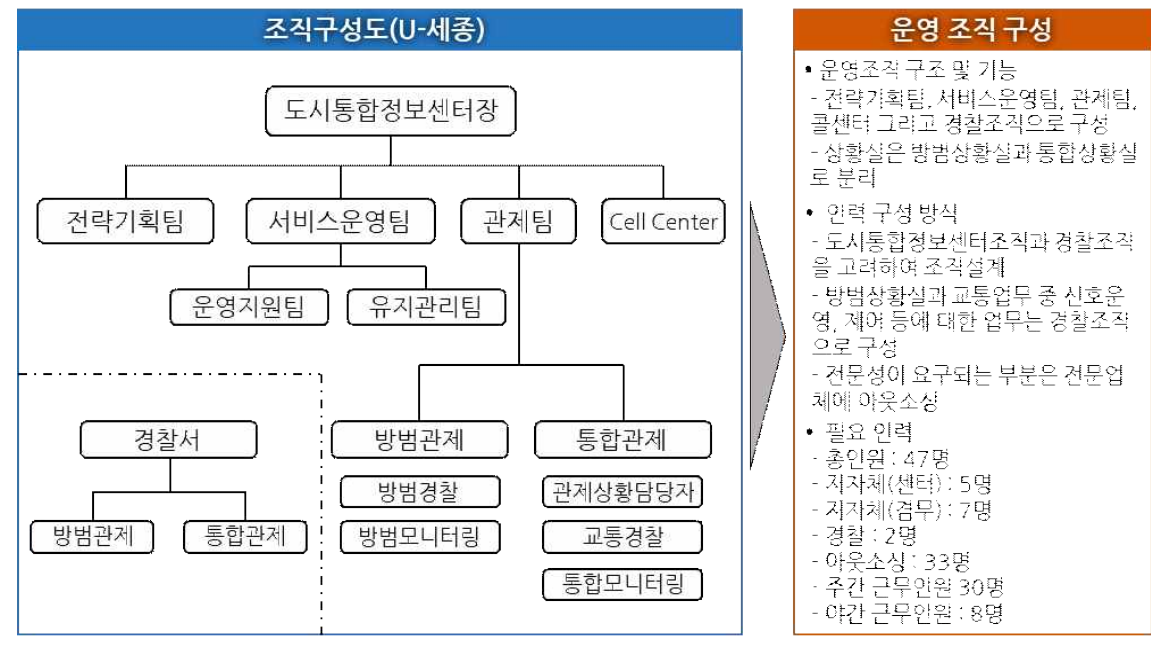 조직구성도(U-세종)
도시통합정보센터장
전략기획팀
서비스운영팀
관제팀
Cell Center
운영지원팀
유지관리팀
경찰서
방범관제
통합관제
방범관제
통합관제
방범경찰
관제상황담당자
방범모니터링
교통경찰
통합모니터링
운영 조직 구성
• 운영조직 구조 및 기능
- 전략기획팀, 서비스운영팀, 관제팀,
콜센터 그리고 경찰조직으로 구성
- 상황실은 방범상황실과 통합상황실
로 분리
• 인력 구성 방식
- 도시통합정보센터조직과 경찰조직
을 고려하여 조직설계
- 방범상황실과 교통업무 중 신호운
영, 제어 등에 대한 업무는 경찰조직
으로 구성
- 전문성이 요구되는 부분은 전문업
체에 아웃소싱
• 필요 인력
- 총인원 : 47명
- 지자체(센터) : 5명
- 지자체(겸무) : 7명
- 경찰 : 2명
- 아웃소싱 : 33명
- 주간 근무인원 30명
- 야간 근무인원 : 8명